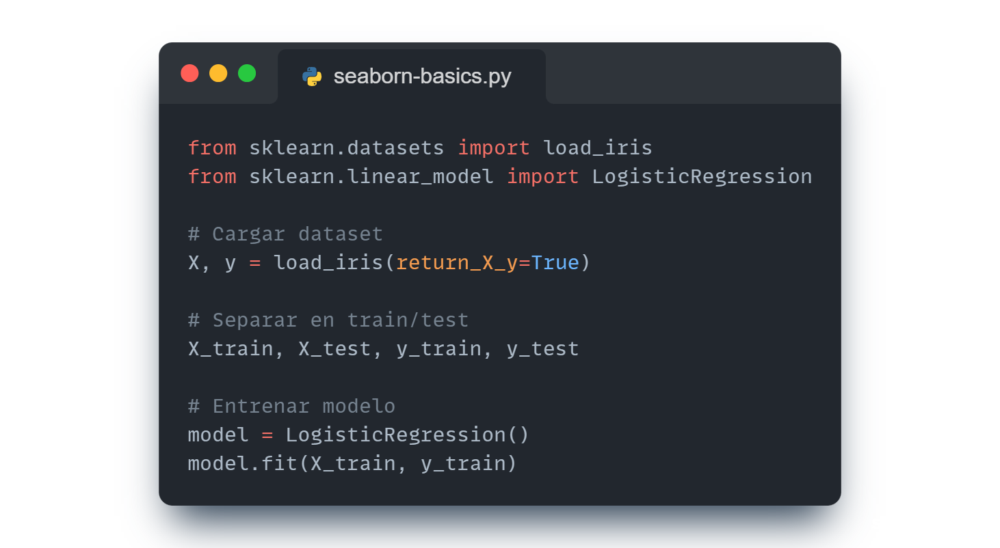 seaborn-basics.py
from sklearn.datasets import load_iris
from sklearn.linear_model import LogisticRegression
# Cargar dataset
X, y = load_iris(return_X_y=True)
# Separar en train/test
X_train, X_test, y_train, y_test
# Entrenar modelo
model = LogisticRegression()
model.fit(X_train, y_train)